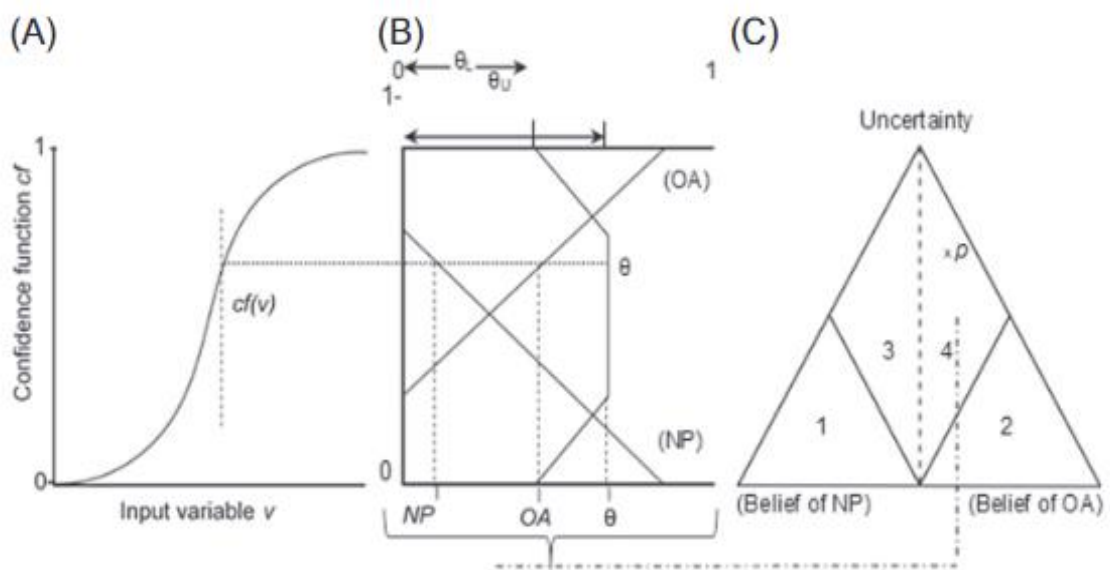 (A)
(B)
(C)
0 θL 1
θU
1-
Uncertainty
1
(OA)
Confidence function cf
×p
θ
cf(v)
3 4
1 2
(NP)
0
0
(Belief of NP) (Belief of OA)
Input variable v
NP OA θ